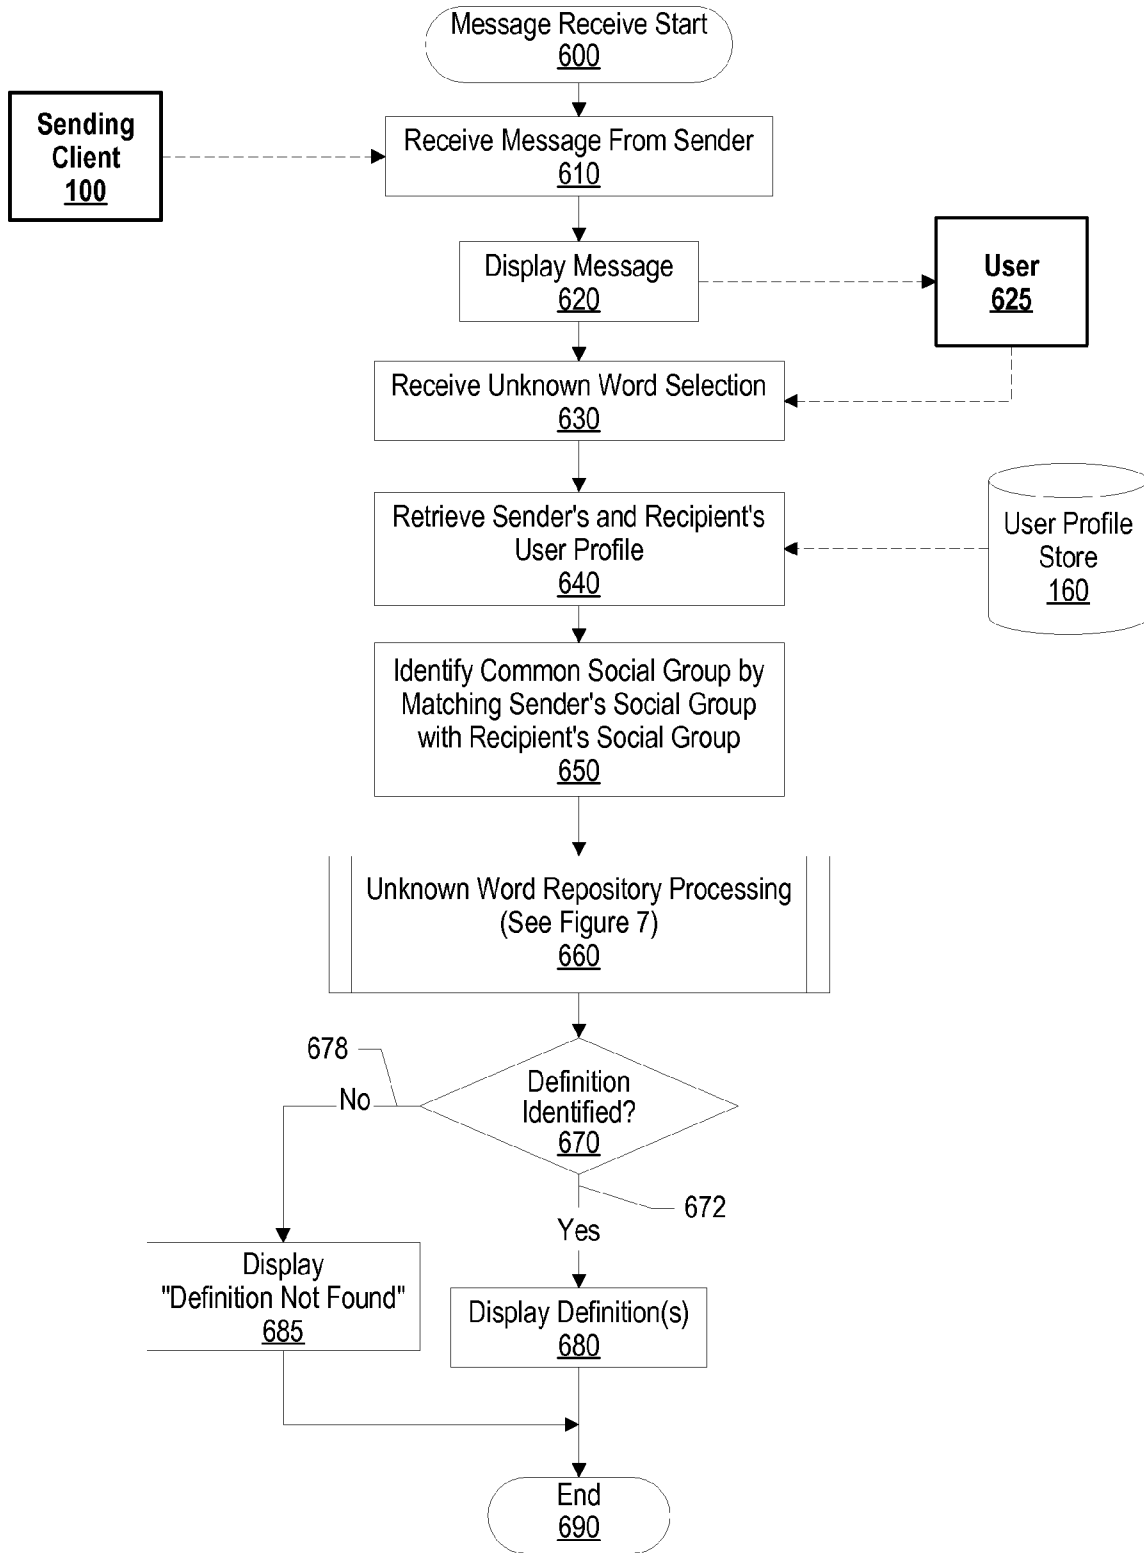 Message Receive Start
600
Sending
Client
100
Receive Message From Sender
610
Display Message
620
User
625
Receive Unknown Word Selection
630
Retrieve Sender's and Recipient's
User Profile
640
User Profile
Store
160
Identify Common Social Group by
Matching Sender's Social Group
with Recipient's Social Group
650
Unknown Word Repository Processing
(See Figure 7)
660
678
No
Definition
Identified?
670
672
Yes
Display
"Definition Not Found"
685
Display Definition(s)
680
End
690